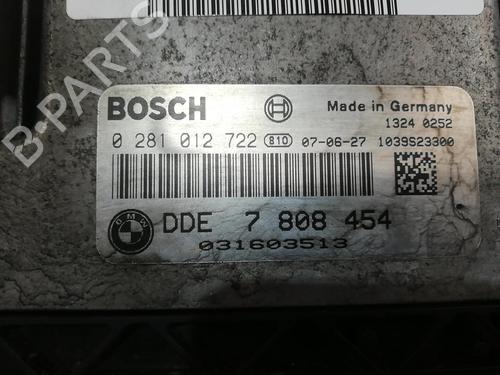 B-PARTS
BOSCH
Made in Germany
1324 0252
0 281 012 722 810 07-06-27 1039S23300
BMW
DDE 7 808 454
031603513